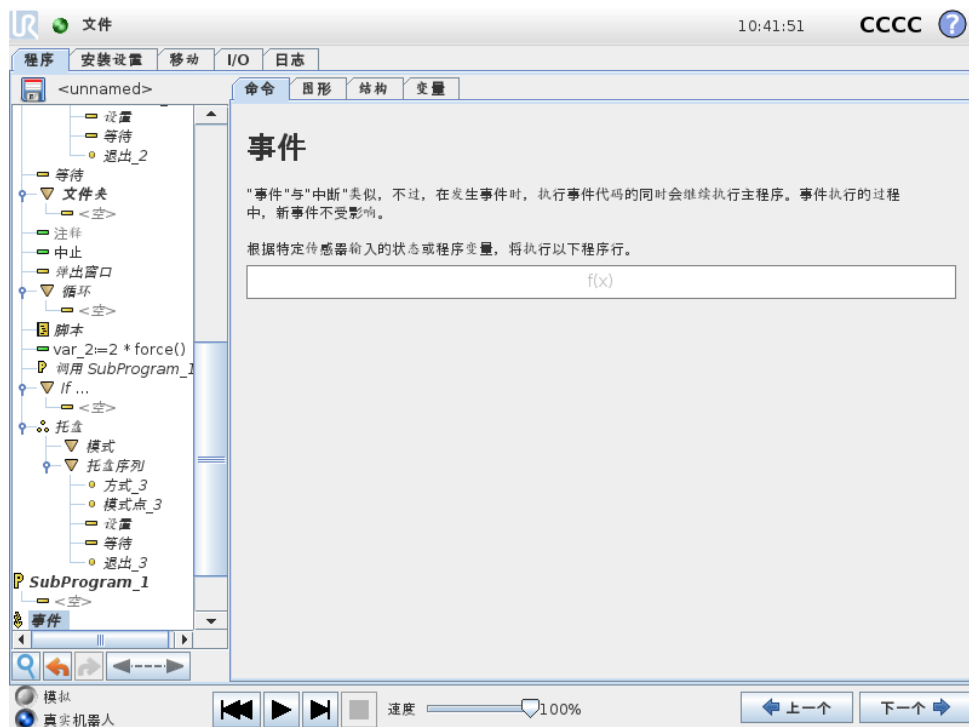 UR 文件 10:41:51 CCCC ?
程序 安装设置 移动 I/O 日志
<unnamed>
命令 图形 结构 变量
设置
等待
退出_2
等待
文件夹
<空>
注释
中止
弹出窗口
循环
<空>
脚本
var_2:=2 * force()
调用 SubProgram_1
If ...
<空>
托盘
模式
托盘序列
方式_3
模式点_3
设置
等待
退出_3
SubProgram_1
<空>
事件
事件
"事件"与"中断"类似，不过，在发生事件时，执行事件代码的同时会继续执行主程序。事件执行的过程
中，新事件不受影响。
根据特定传感器输入的状态或程序变量，将执行以下程序行。
f(x)
模拟
真实机器人
速度 100%
上一个 下一个